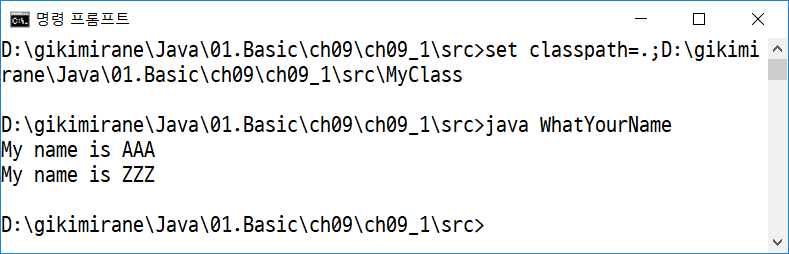 명령 프롬프트
D:\gikimirane\Java\01.Basic\ch09\ch09_1\src>set classpath=.;D:\gikimi
rane\Java\01.Basic\ch09\ch09_1\src\MyClass
D:\gikimirane\Java\01.Basic\ch09\ch09_1\src>java WhatYourName
My name is AAA
My name is ZZZ
D:\gikimirane\Java\01.Basic\ch09\ch09_1\src>